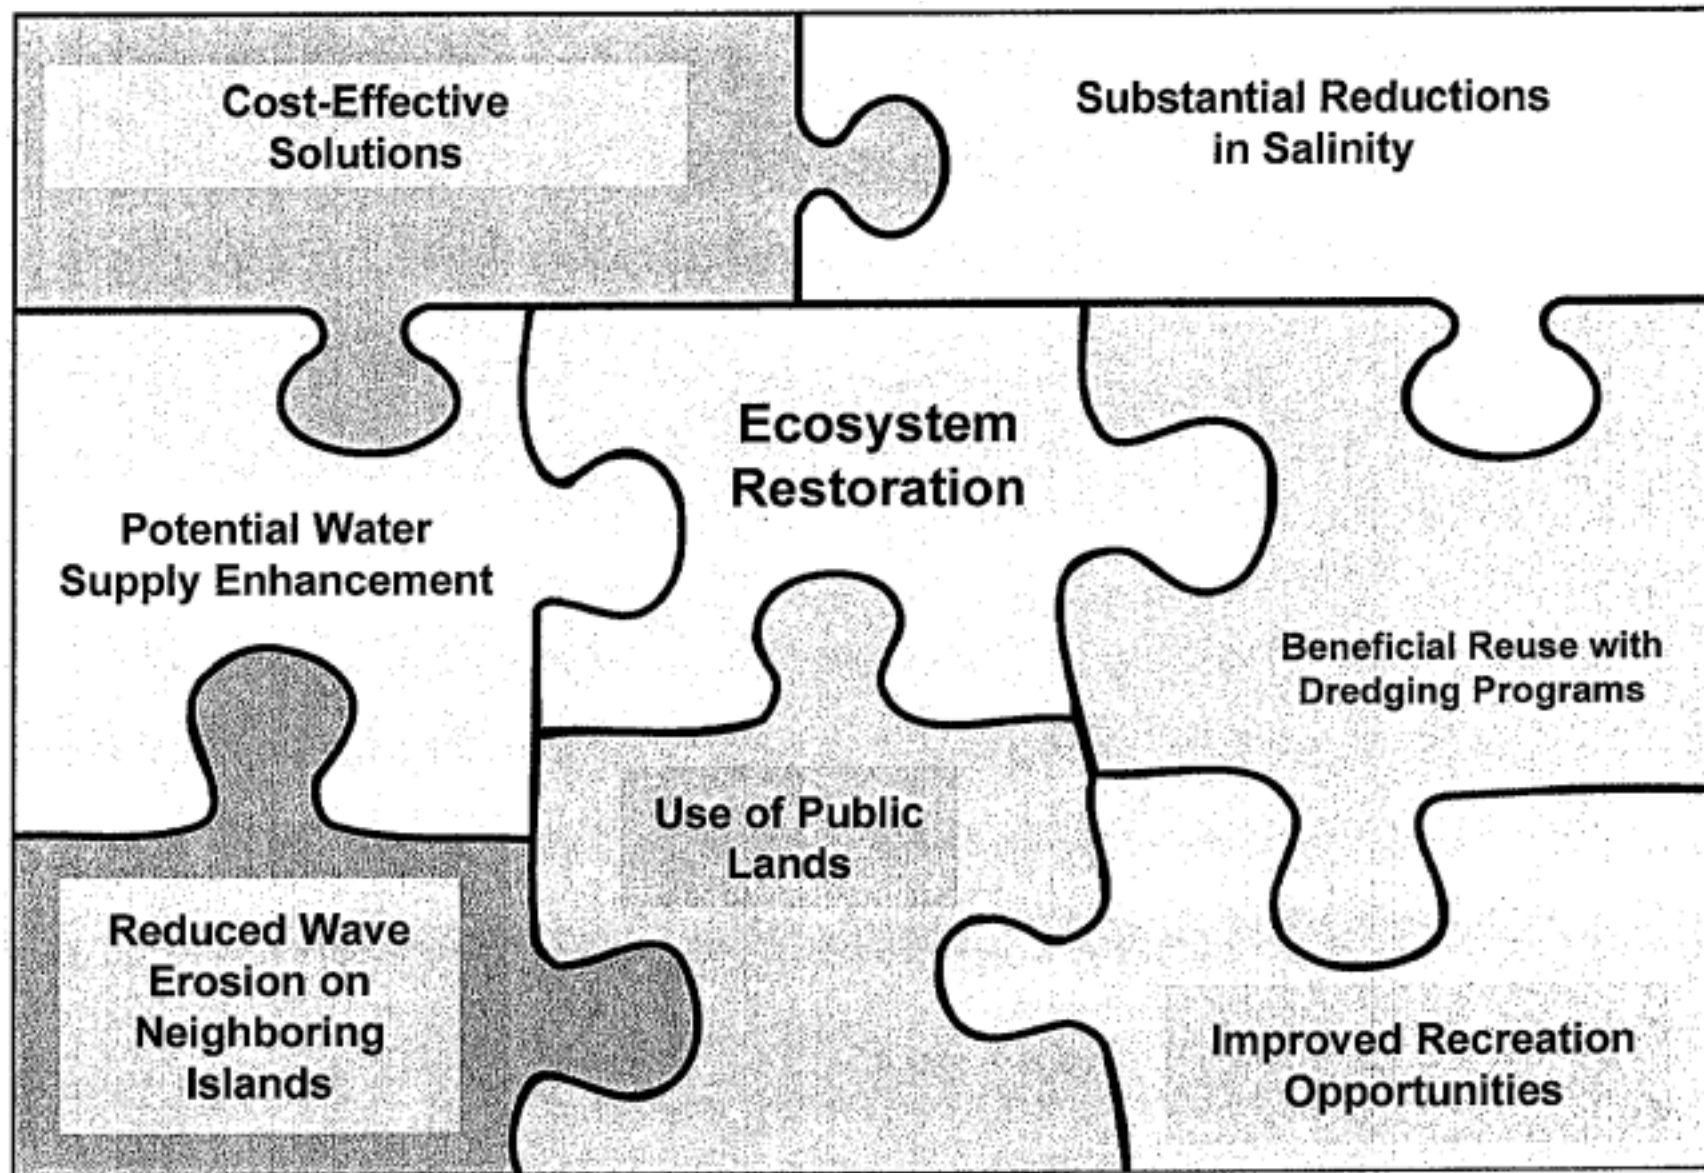 Cost-Effective
Solutions
Substantial Reductions
in Salinity
Potential Water
Supply Enhancement
Ecosystem
Restoration
Beneficial Reuse with
Dredging Programs
Use of Public
Lands
Reduced Wave
Erosion on
Neighboring
Islands
Improved Recreation
Opportunities